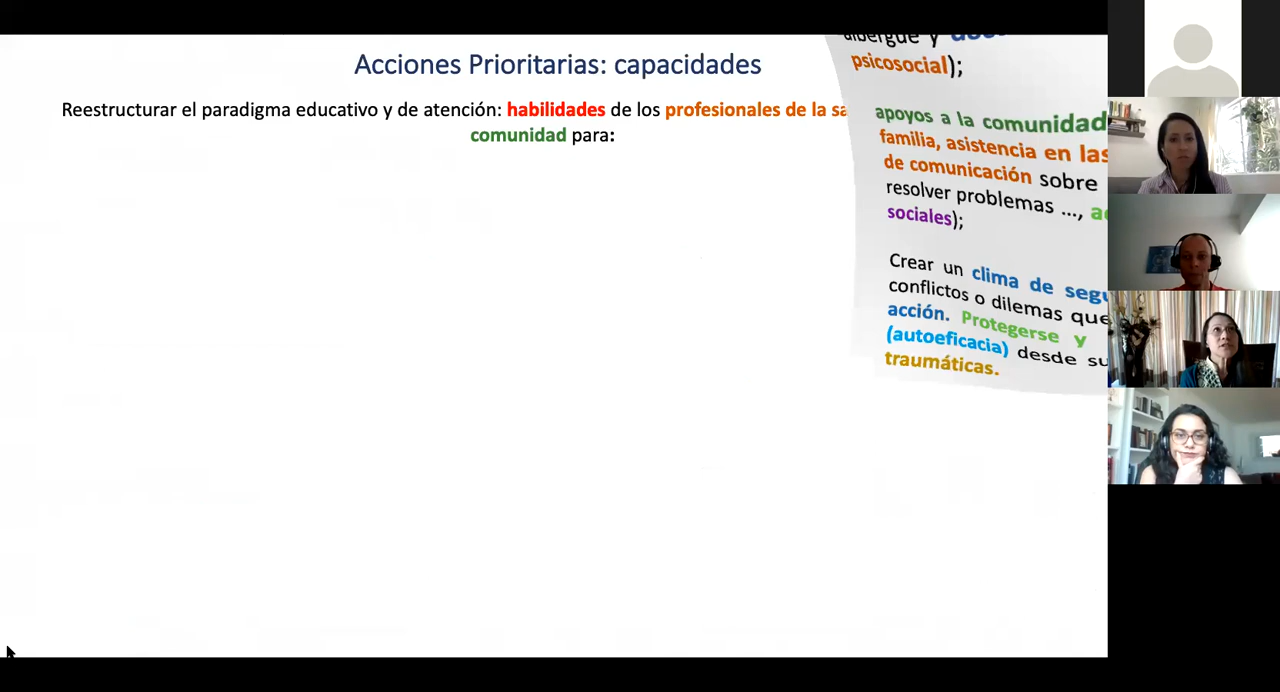 Acciones Prioritarias: capacidades
Reestructurar el paradigma educativo y de atención: habilidades de los profesionales de la
comunidad para:
albergue y
psicosocial);
apoyos a la comunidad
familia, asistencia en las
de comunicación sobre
resolver problemas ...,
sociales);
Crear un clima de
conflictos o dilemas que
acción. Protegerse y
(autoeficacia) desde su
traumáticas.